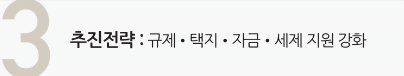 3
추진전략 : 규제 • 택지 • 자금 • 세제 지원 강화